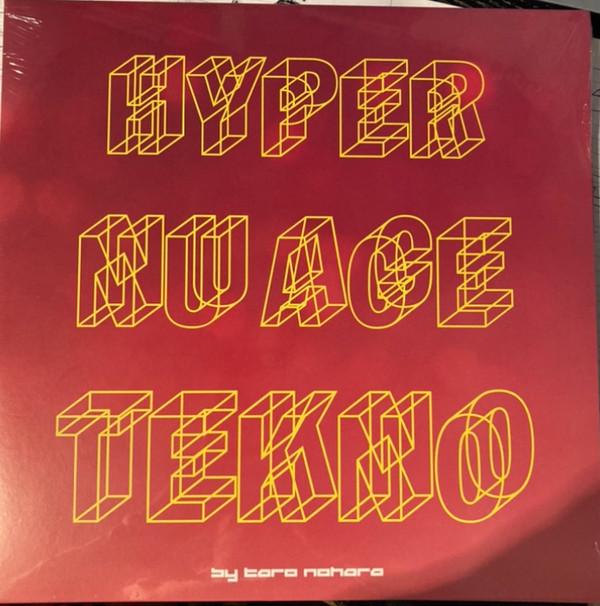 HYPER
NU AGE
TEKNO
by taro nohara